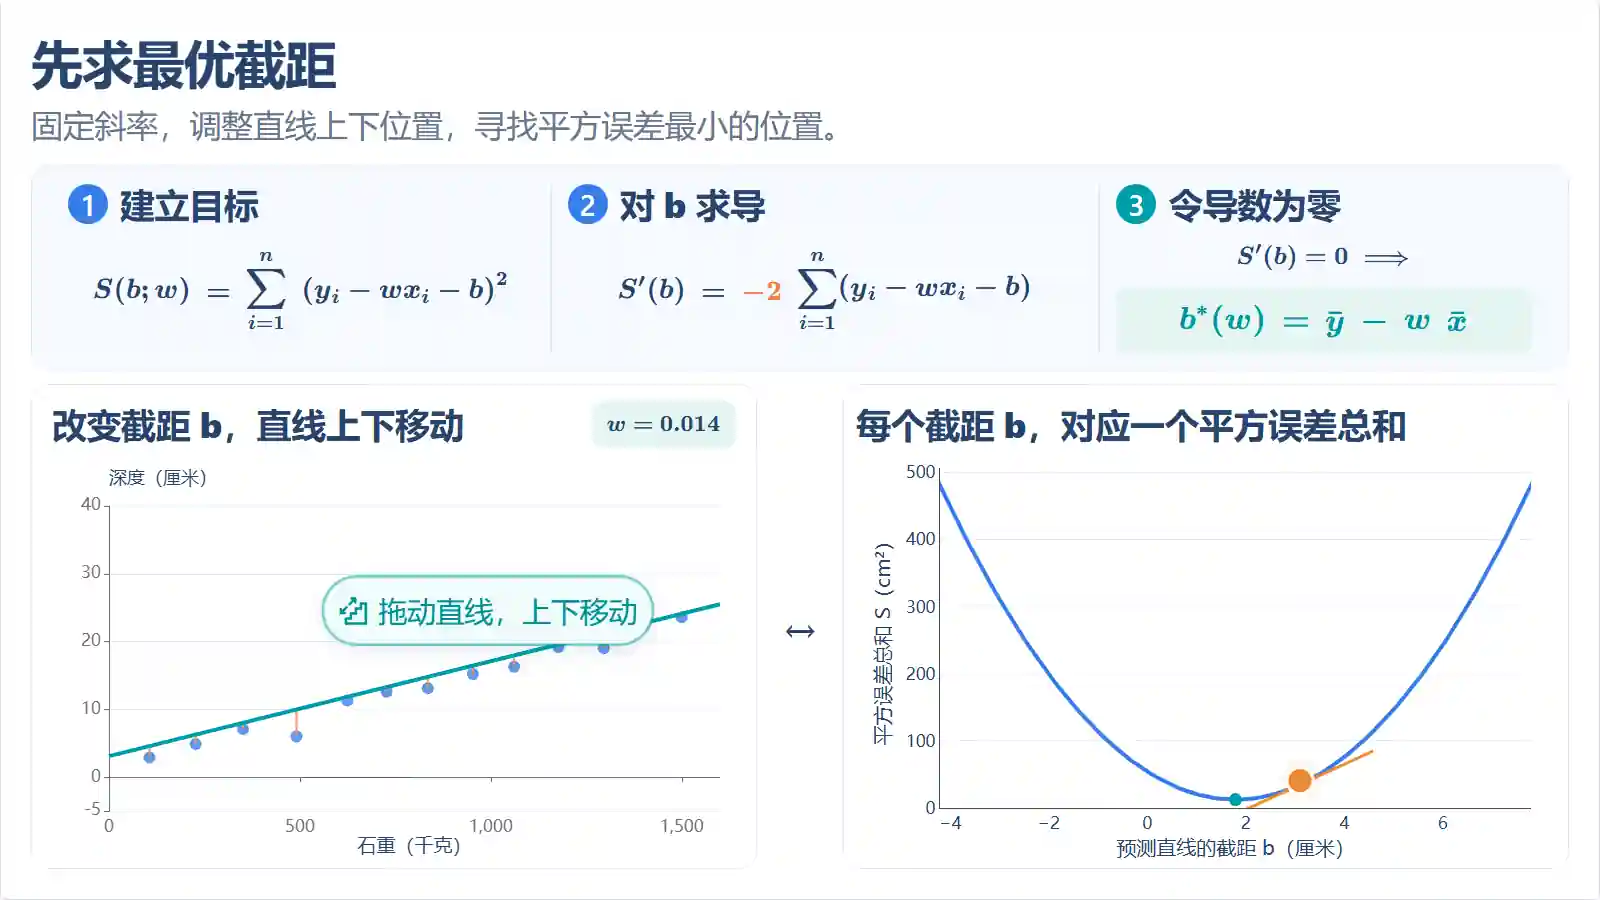 先求最优截距
固定斜率，调整直线上下位置，寻找平方误差最小的位置。
1 建立目标
S(b; w) = ∑_{i=1}^{n} (y_i − wx_i − b)²
2 对 b 求导
S′(b) = −2 ∑_{i=1}^{n} (y_i − wx_i − b)
3 令导数为零
S′(b) = 0 ⟹
b*(w) = ȳ − w x̄
改变截距 b，直线上下移动
w = 0.014
深度（厘米）
40
30
20
10
0
-5
0 500 1,000 1,500
石重（千克）
拖动直线，上下移动
↔
每个截距 b，对应一个平方误差总和
平方误差总和 S（cm²）
500
400
300
200
100
0
−4 −2 0 2 4 6
预测直线的截距 b（厘米）